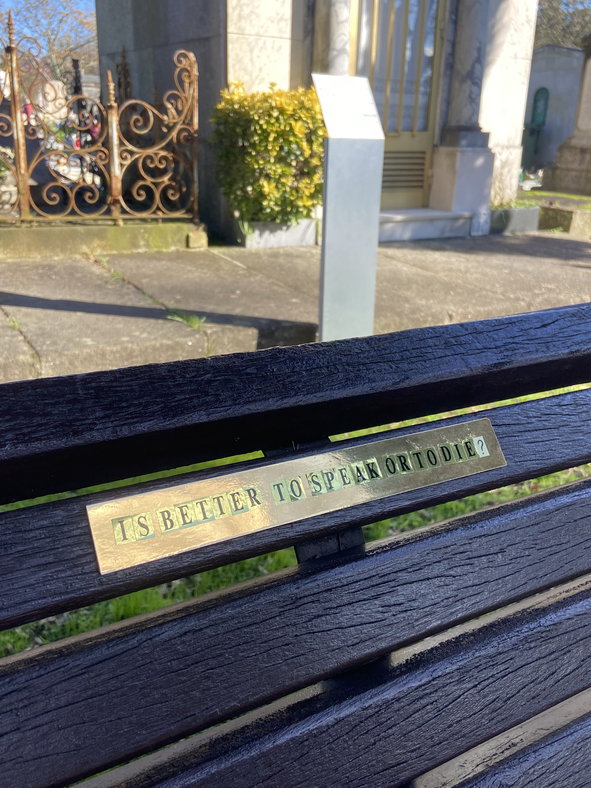 IS BETTER TO SPEAK OR TO DIE?